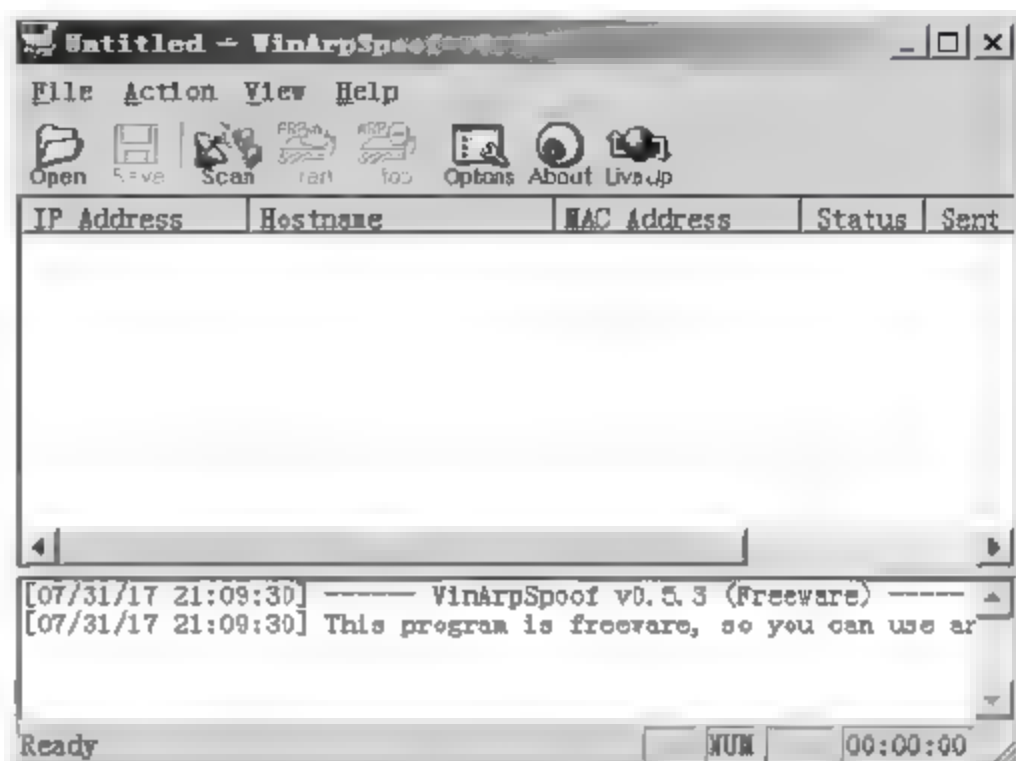 Untitled - WinArpSpoof
File Action View Help
Open Save Scan Options About LiveUp
IP Address Hostname MAC Address Status Sent
[07/31/17 21:09:30] ------ WinArpSpoof v0.5.3 (Freeware) -----
[07/31/17 21:09:30] This program is freeware, so you can use ar
Ready NUM 00:00:00